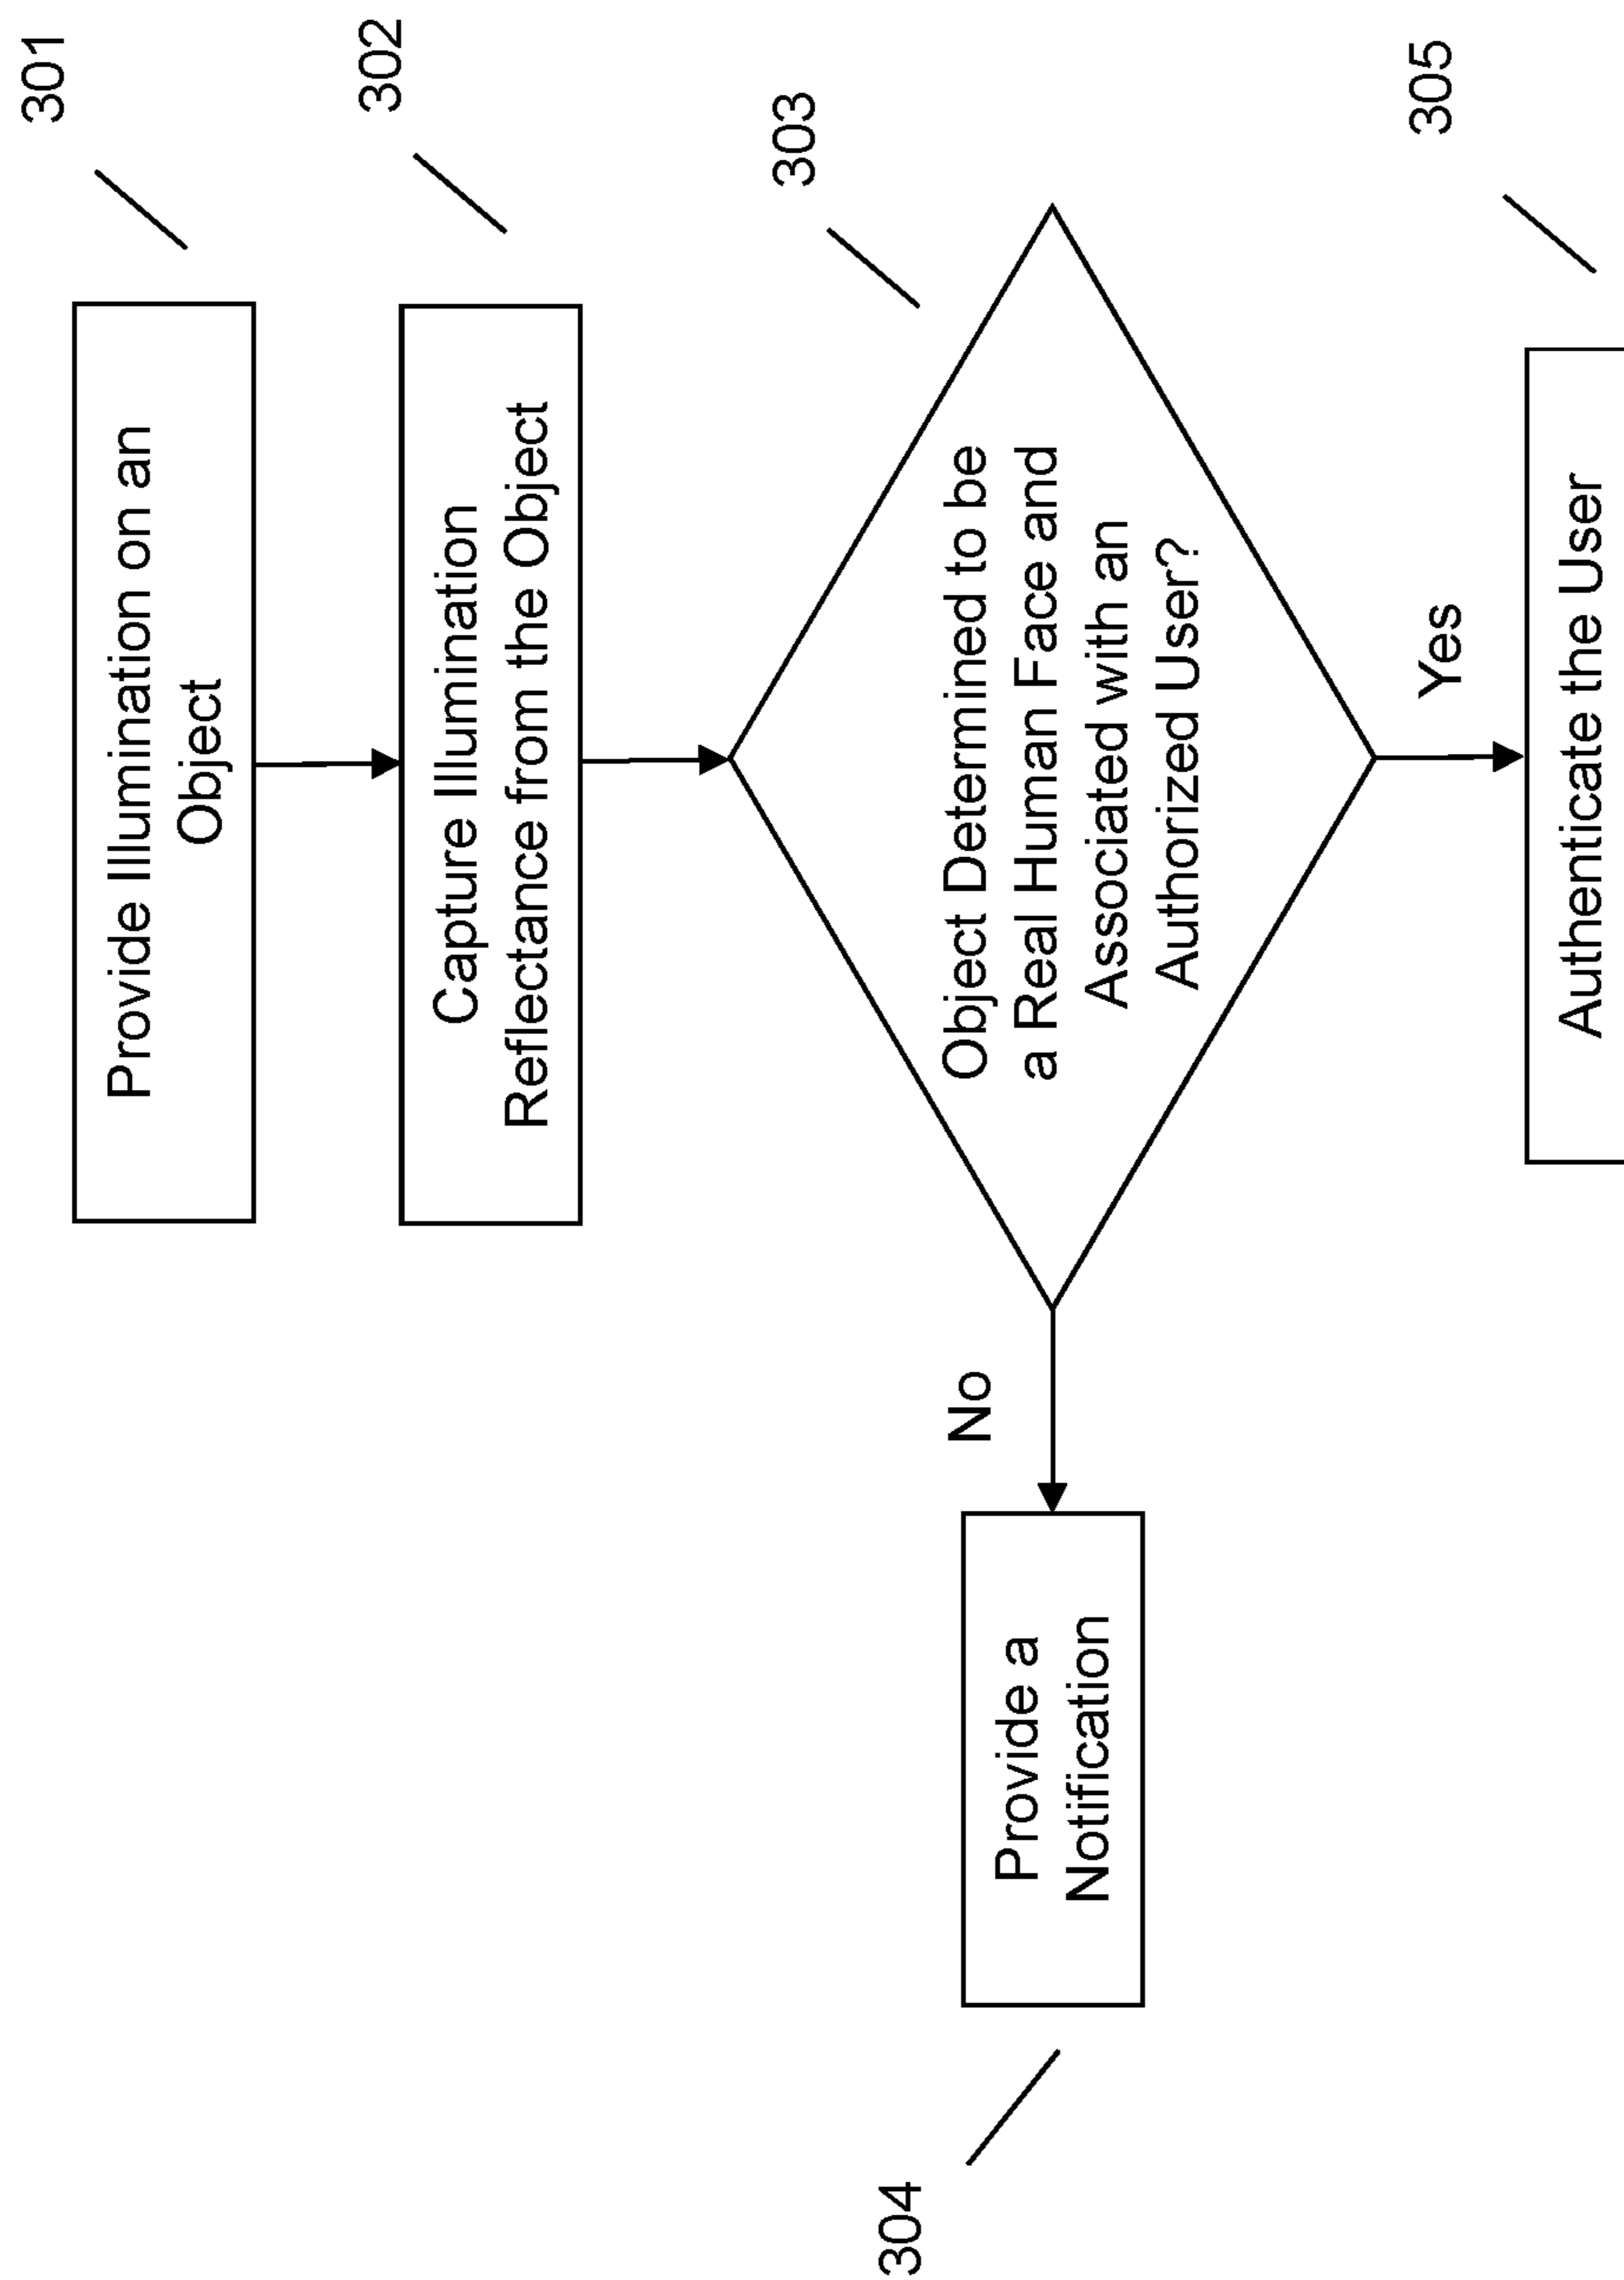 301
Provide Illumination on an
Object
302
Capture Illumination
Reflectance from the Object
303
Object Determined to be
a Real Human Face and
Associated with an
Authorized User?
No
Provide a
Notification
304
Yes
305
Authenticate the User